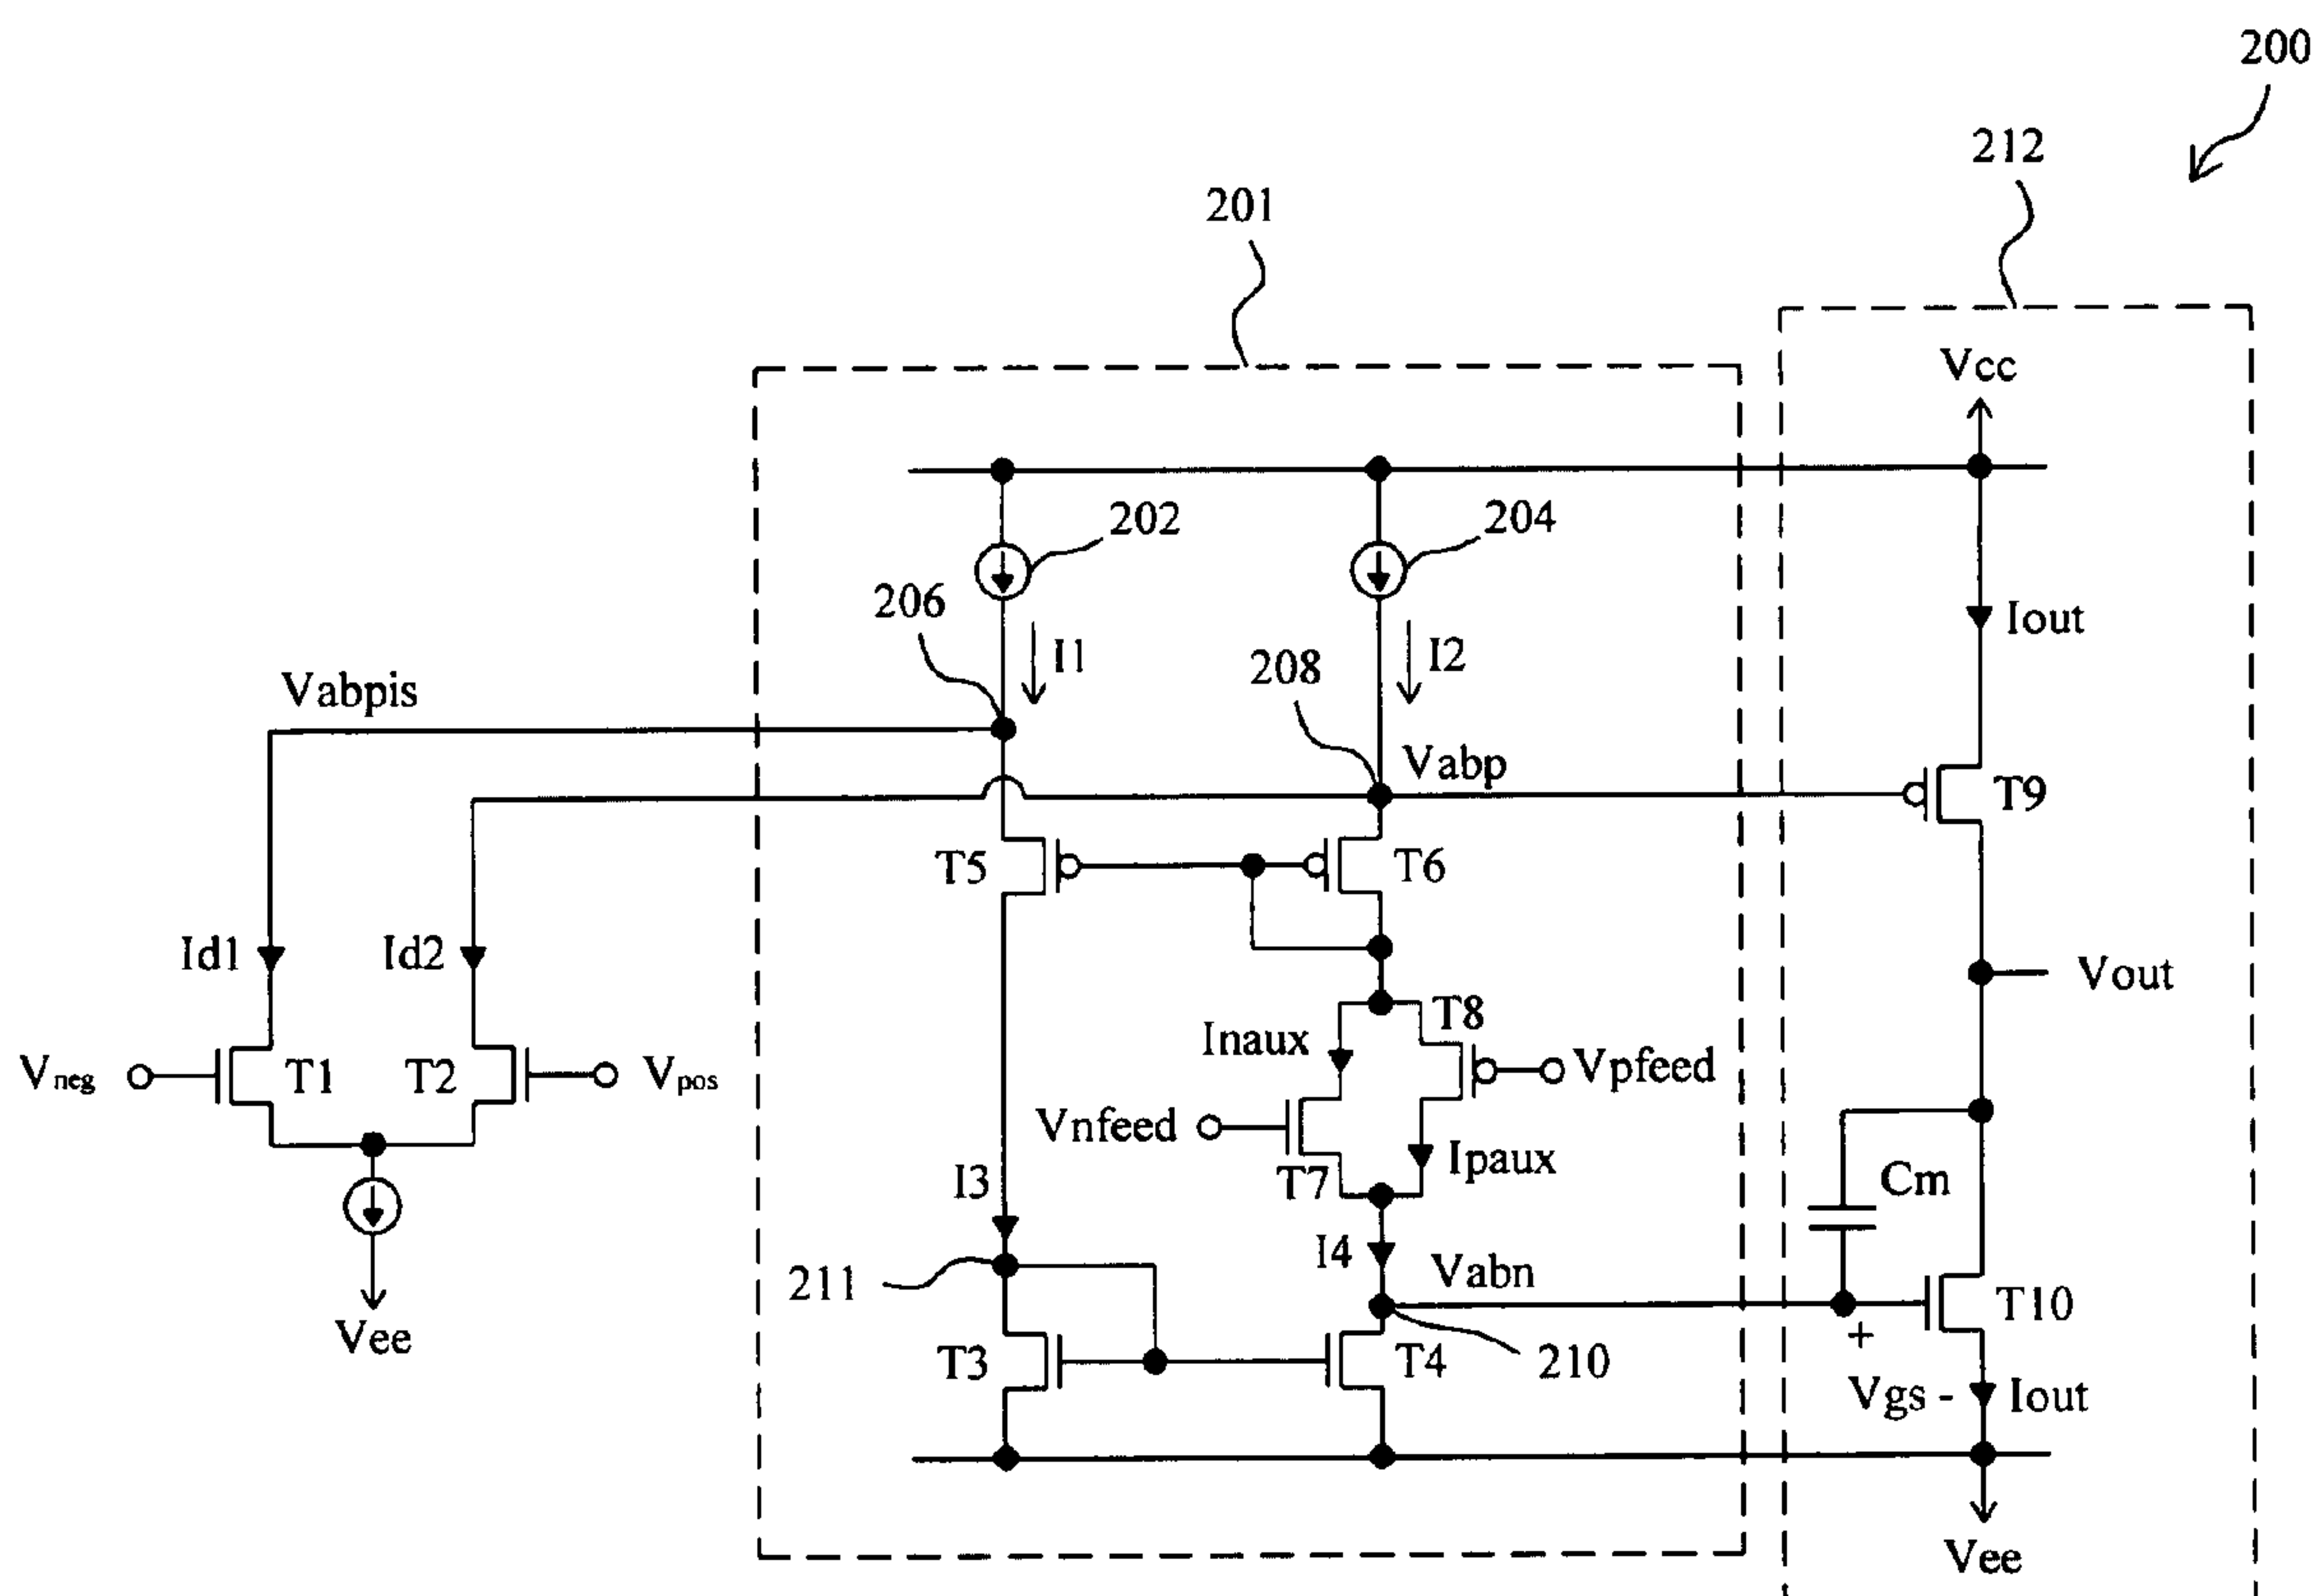 200
212
201
Vcc
202
204
206
I1
I2
Iout
208
Vabpis
Vabp
T9
T5
T6
Id1
Id2
Vout
T8
Inaux
Vneg
T1
T2
Vpos
Vpfeed
Vnfeed
T7
Ipaux
I3
Cm
I4
Vabn
211
T10
+
Vee
T3
T4
210
Vgs -
Iout
Vee